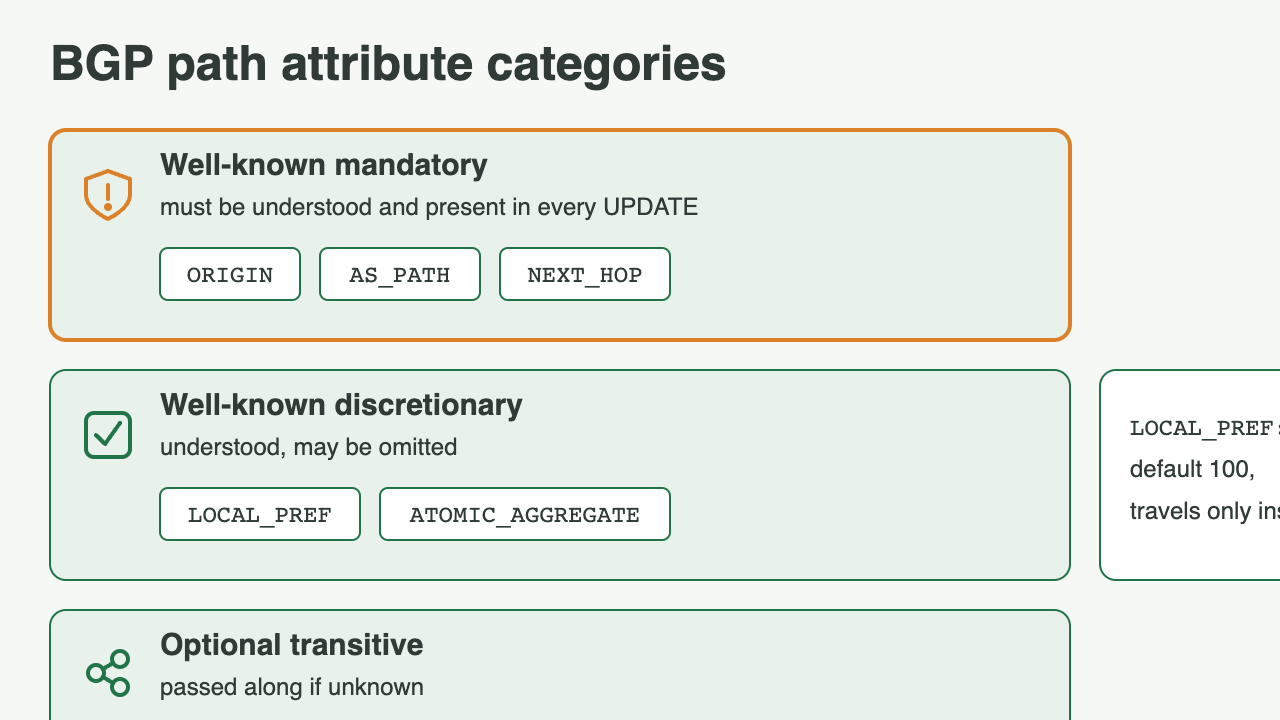 BGP path attribute categories
Well-known mandatory
must be understood and present in every UPDATE
ORIGIN AS_PATH NEXT_HOP
Well-known discretionary
understood, may be omitted
LOCAL_PREF ATOMIC_AGGREGATE
LOCAL_PREF
default 100,
travels only
Optional transitive
passed along if unknown